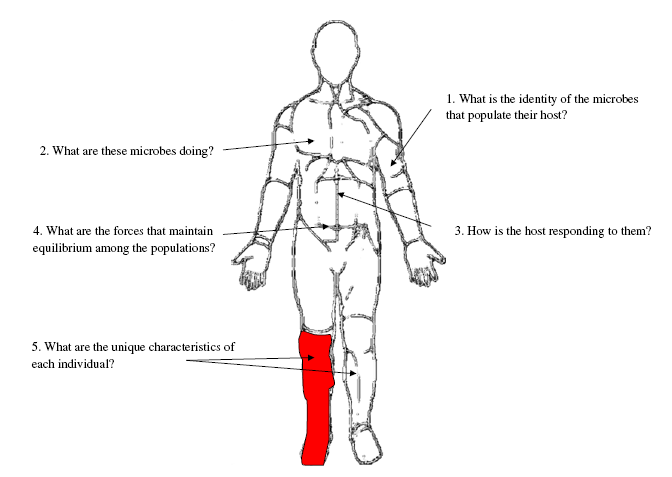 1. What is the identity of the microbes
that populate their host?
2. What are these microbes doing?
4. What are the forces that maintain
equilibrium among the populations?
3. How is the host responding to them?
5. What are the unique characteristics of
each individual?